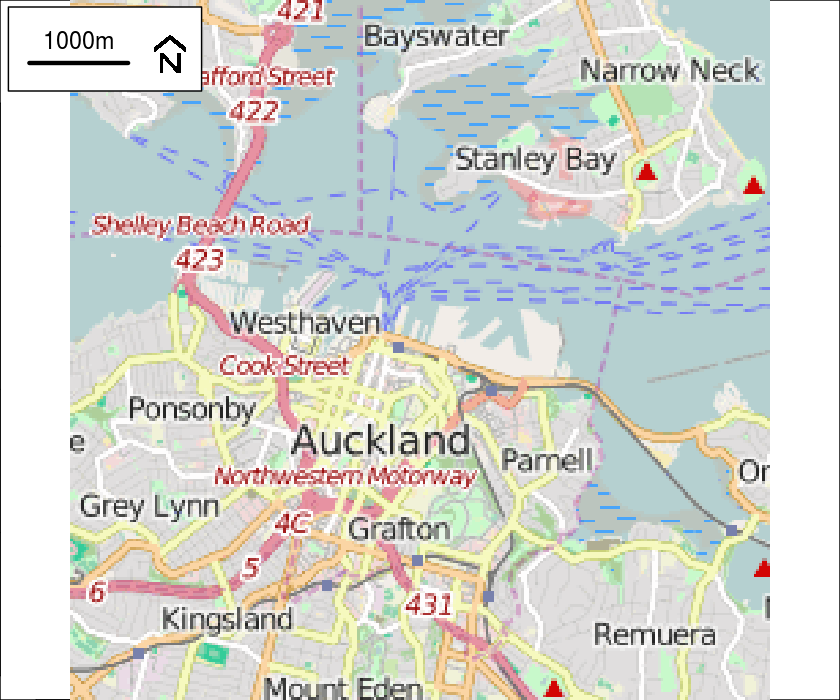 421
1000m
Bayswater
N
Narrow Neck
afford Street
422
Stanley Bay
Shelley Beach Road
423
Westhaven
Cook Street
Ponsonby
e
Auckland
Parnell
Or
Northwestern Motorway
Grey Lynn
4C
Grafton
5
6
431
Kingsland
Remuera
Mount Eden